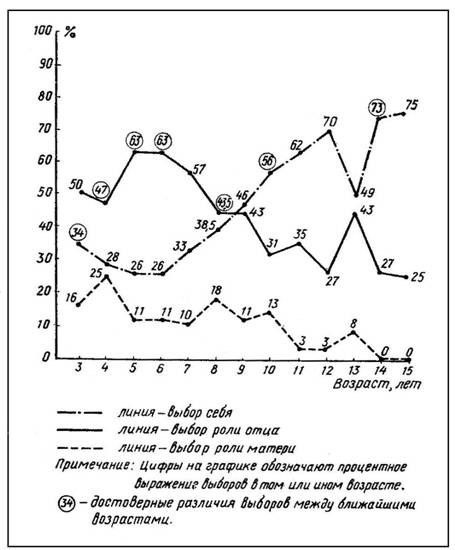 %
100
90
80
70
60
50
40
30
20
10
0
50 47 63 63 57 43,5 43 31 35 27 43 27 25
34 28 26 26 33 38,5 46 56 62 70 49 73 75
16 25 11 11 10 18 11 13 3 3 8 0 0
3 4 5 6 7 8 9 10 11 12 13 14 15
Возраст, лет
линия – выбор себя
линия – выбор роли отца
линия – выбор роли матери
Примечание: Цифры на графике обозначают процентное
выражение выборов в том или ином возрасте.
34 – достоверные различия выборов между ближайшими
возрастами.